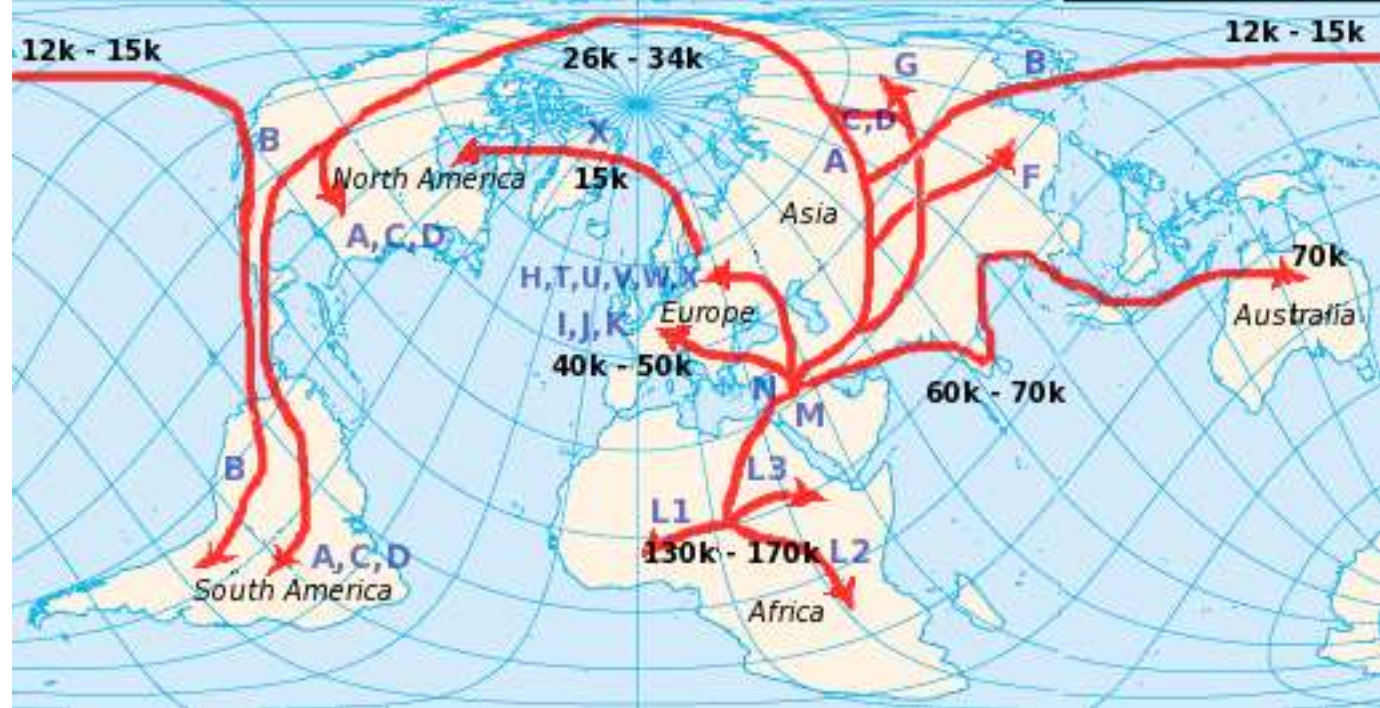 12k - 15k
26k - 34k
12k - 15k
G
B
C,D
B
X
A
North America
15k
F
Asia
A,C,D
70k
H,T,U,V,W,X
Europe
I,J,K
Australia
40k - 50k
N
60k - 70k
M
B
L3
L1
130k - 170k
L2
A,C,D
South America
Africa